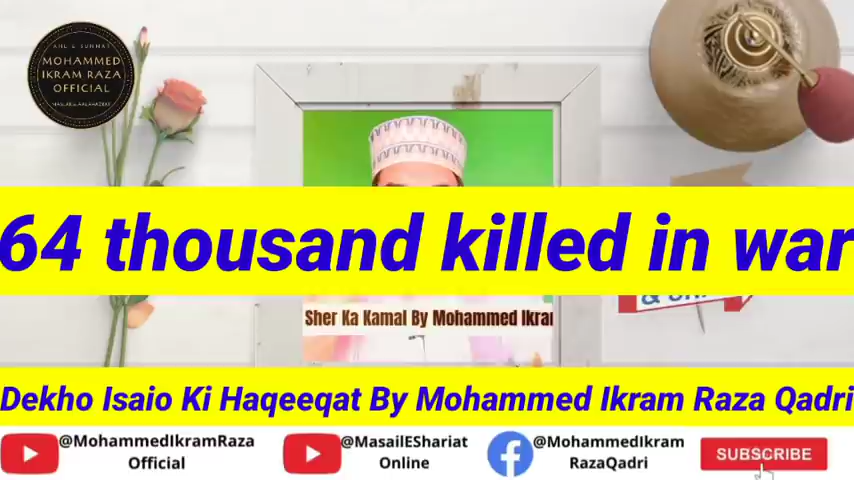 AHL E SUNNAT
MOHAMMED
IKRAM RAZA
OFFICIAL
64 thousand killed in war
Sher Ka Kamal By Mohammed Ikra
Dekho Isaio Ki Haqeeqat By Mohammed Ikram Raza Qadri
@MohammedIkramRaza
Official
@MasailEShariat
Online
@MohammedIkram
RazaQadri
SUBSCRIBE